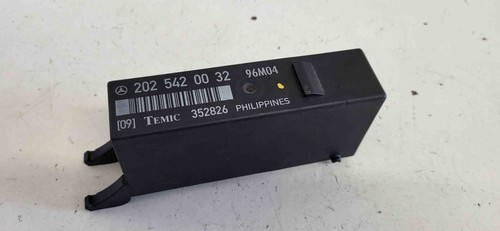 202 542 00 32 96M04
[09] TEMIC 352826 PHILIPPINES